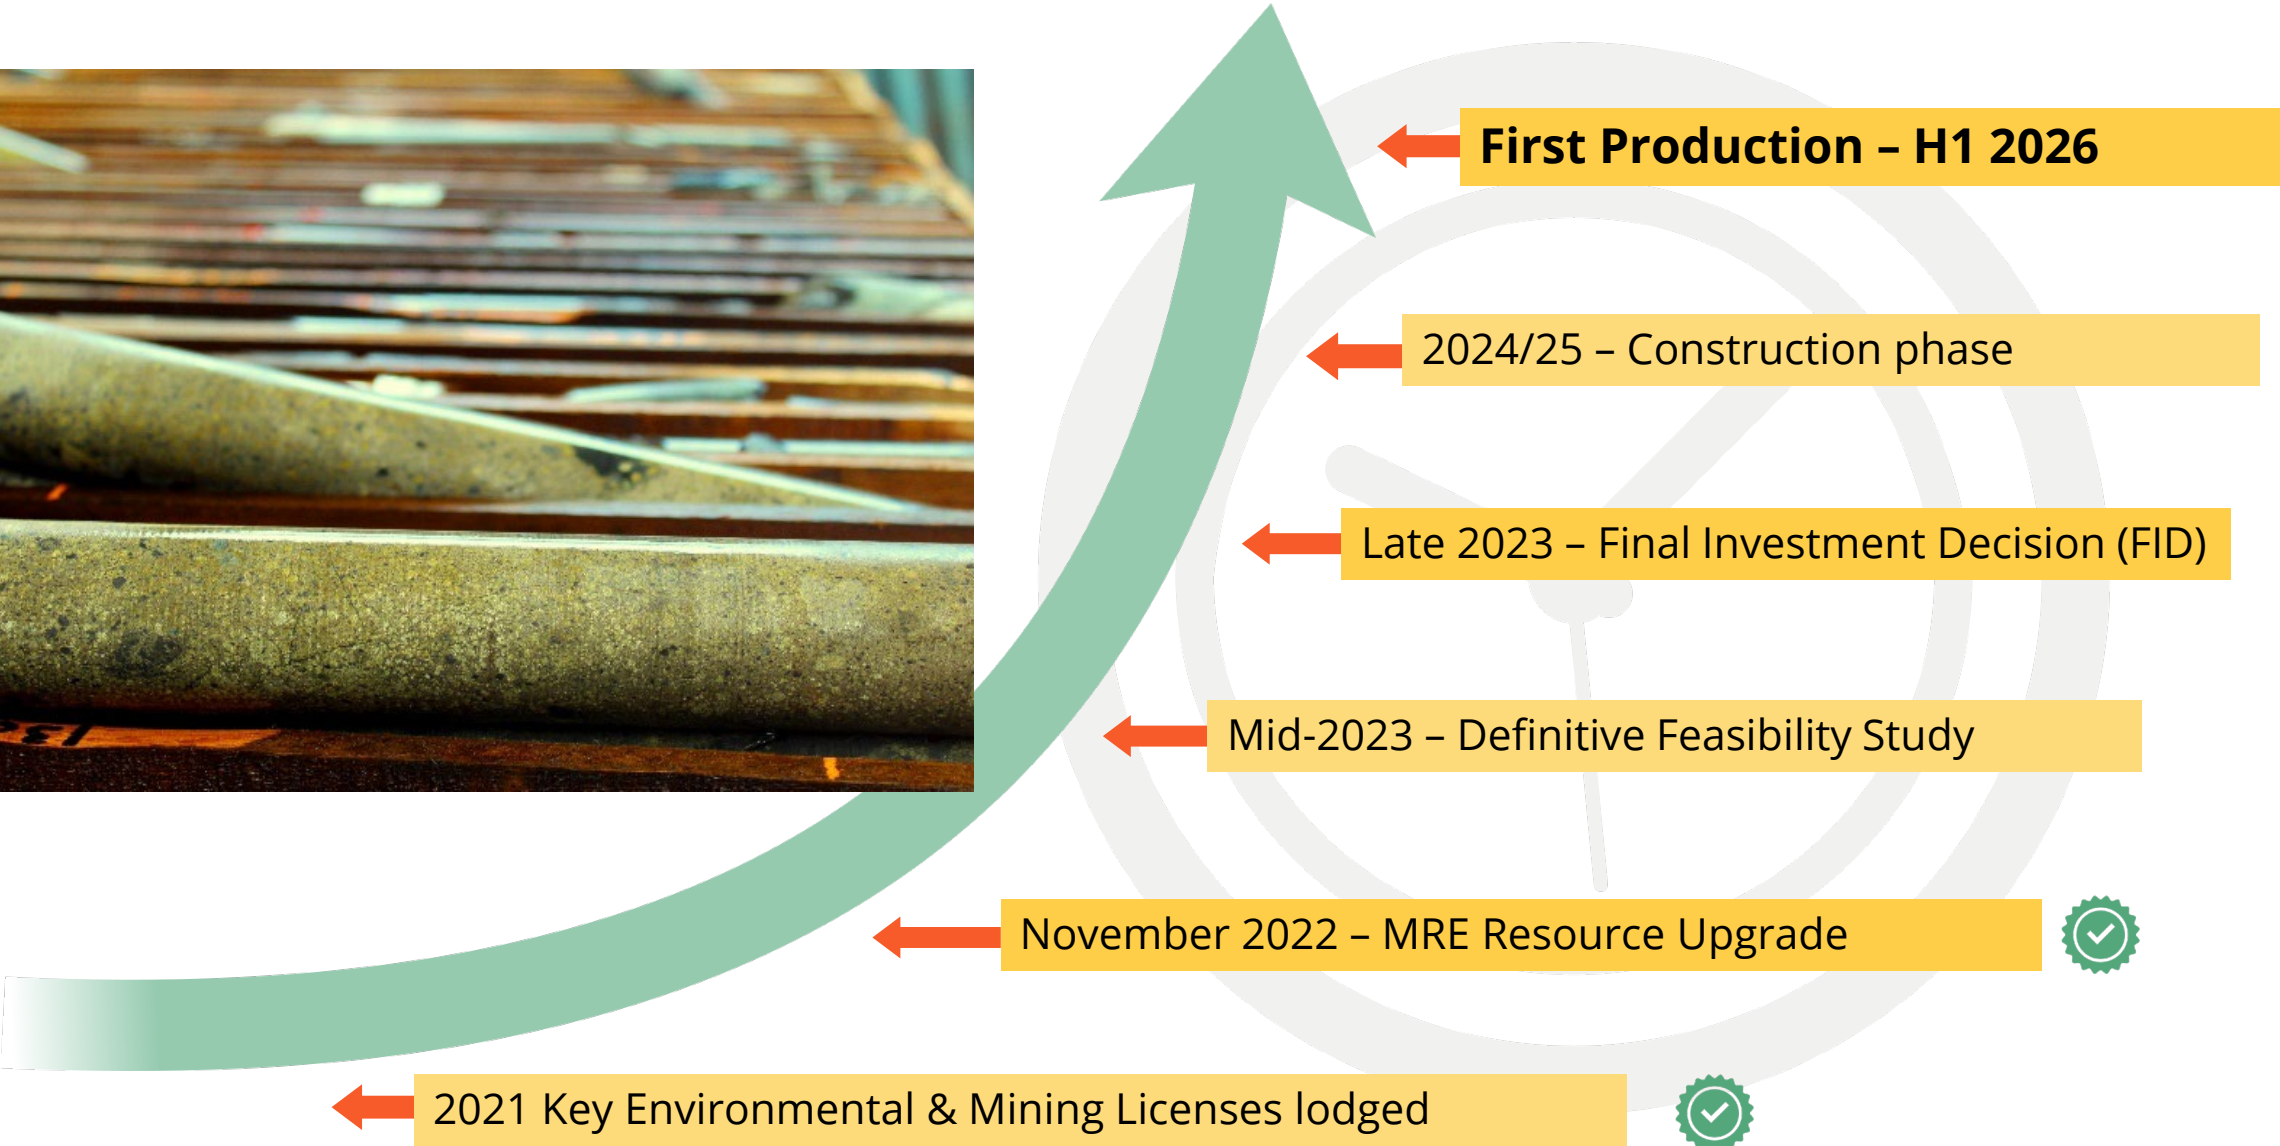 First Production – H1 2026
2024/25 – Construction phase
Late 2023 – Final Investment Decision (FID)
Mid-2023 – Definitive Feasibility Study
November 2022 – MRE Resource Upgrade
2021 Key Environmental & Mining Licenses lodged